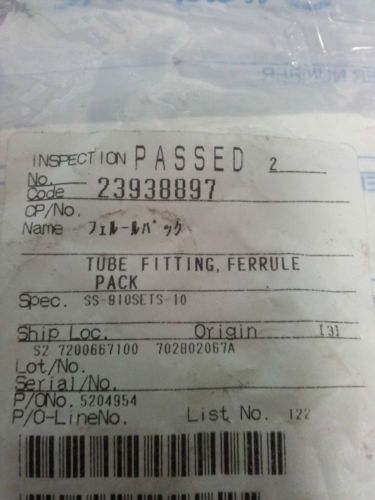 ER NUMBER
INSPECTION PASSED 2
No.
Code 23938897
CP/No.
Name ﾌｪﾙｰﾙﾊﾟｯｸ
TUBE FITTING, FERRULE
PACK
Spec. SS-810SETS-10
Ship Loc. Origin [3]
S2 7200667100 702802067A
Lot/No.
Serial/No.
P/ONo. 5204954
P/O-LineNo. List No. 122